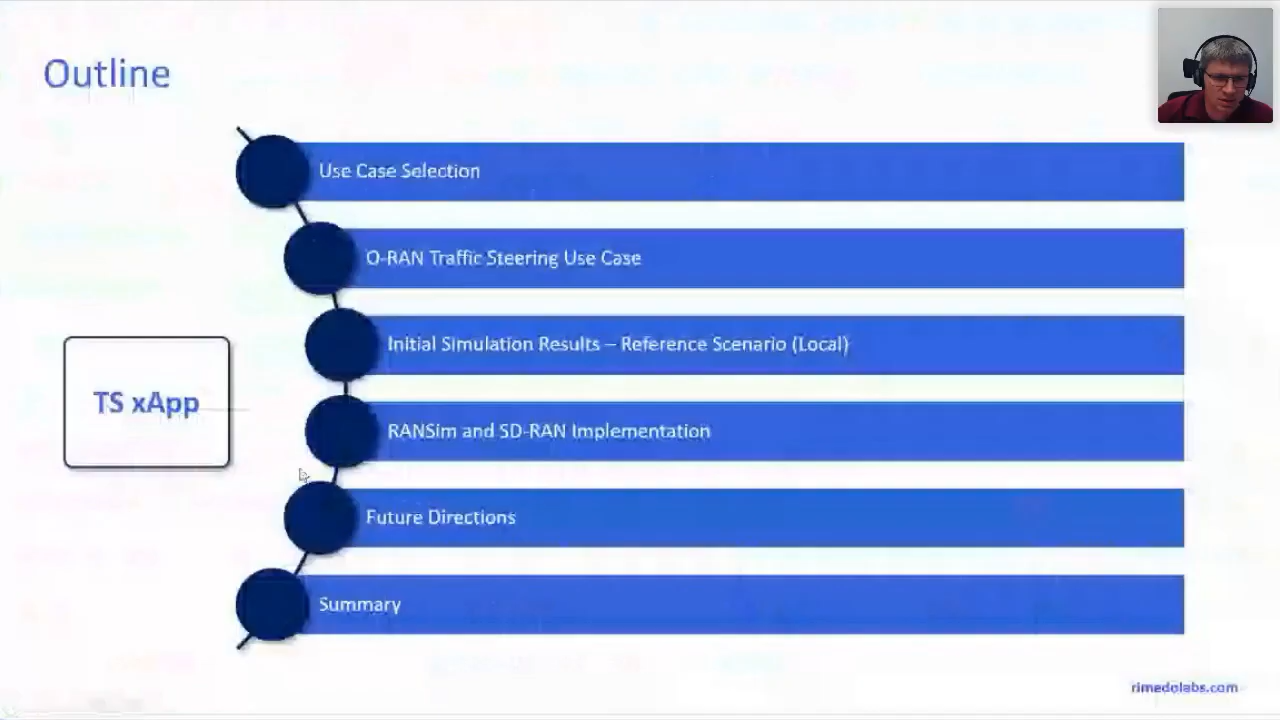 Outline
Use Case Selection
O-RAN Traffic Steering Use Case
Initial Simulation Results – Reference Scenario (Local)
TS xApp
RANSim and SD-RAN Implementation
Future Directions
Summary
rimedolabs.com